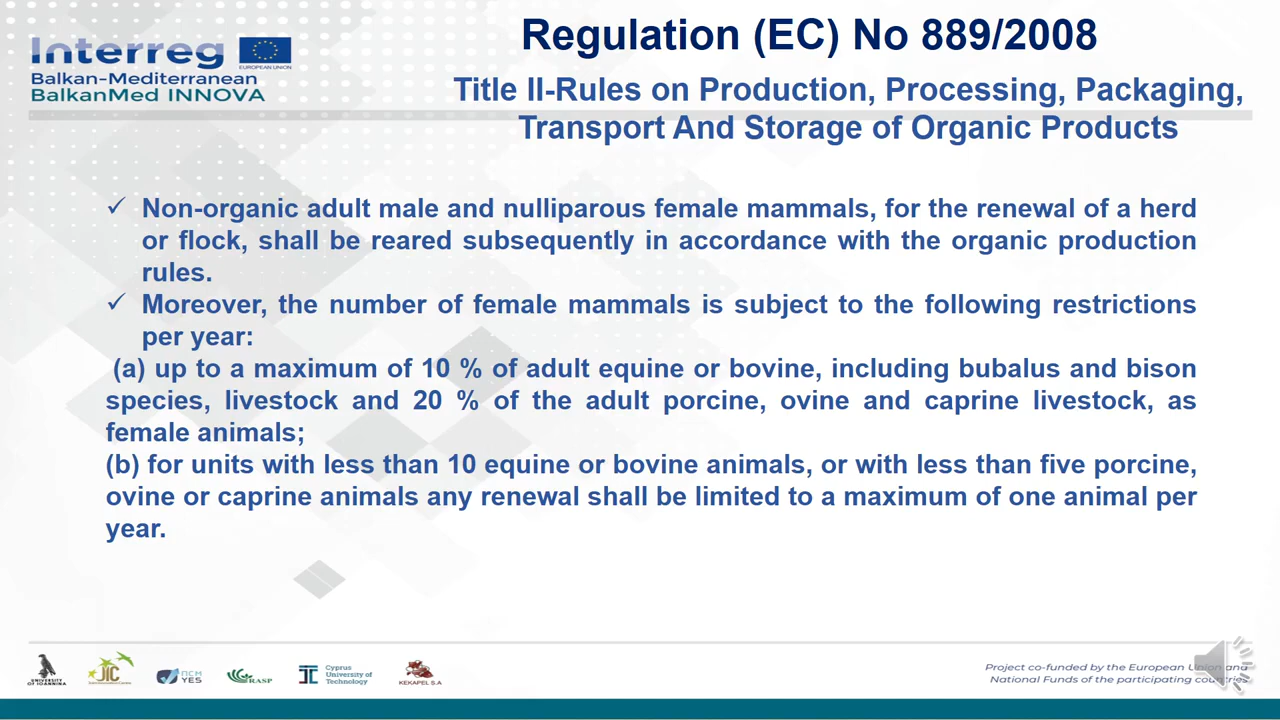 Interreg
EUROPEAN UNION
Balkan-Mediterranean
BalkanMed INNOVA
Regulation (EC) No 889/2008
Title II-Rules on Production, Processing, Packaging,
Transport And Storage of Organic Products
✓ Non-organic adult male and nulliparous female mammals, for the renewal of a herd
or flock, shall be reared subsequently in accordance with the organic production
rules.
✓ Moreover, the number of female mammals is subject to the following restrictions
per year:
(a) up to a maximum of 10 % of adult equine or bovine, including bubalus and bison
species, livestock and 20 % of the adult porcine, ovine and caprine livestock, as
female animals;
(b) for units with less than 10 equine or bovine animals, or with less than five porcine,
ovine or caprine animals any renewal shall be limited to a maximum of one animal per
year.
UNIVERSITY
OF IOANNINA
JIC
YES
RASP
Cyprus
University of
Technology
KEKAPEL S.A
Project co-funded by the European Union and
National Funds of the participating countries